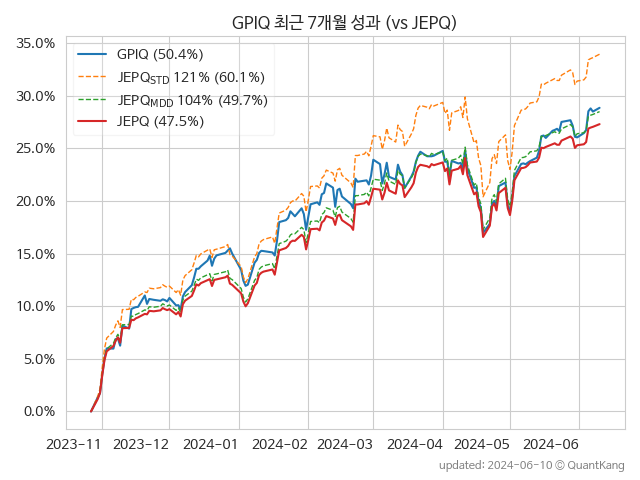 GPIQ 최근 7개월 성과 (vs JEPQ)
35.0%
30.0%
25.0%
20.0%
15.0%
10.0%
5.0%
0.0%
GPIQ (50.4%)
JEPQSTD 121% (60.1%)
JEPQMDD 104% (49.7%)
JEPQ (47.5%)
2023-11 2023-12 2024-01 2024-02 2024-03 2024-04 2024-05 2024-06
updated: 2024-06-10 © QuantKang